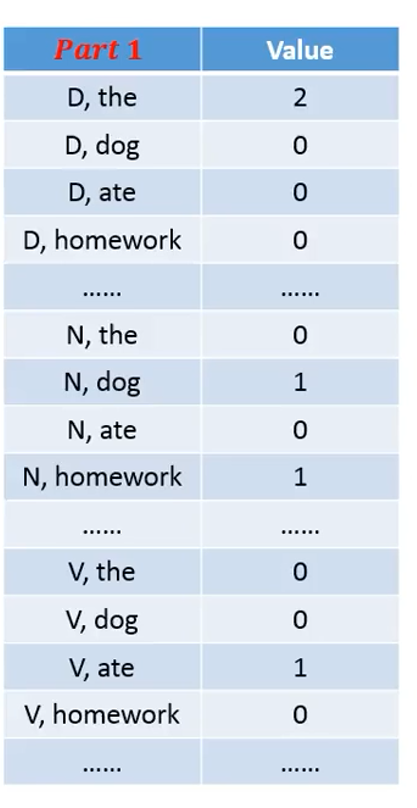 Part 1 Value
D, the 2
D, dog 0
D, ate 0
D, homework 0
...... ......
N, the 0
N, dog 1
N, ate 0
N, homework 1
...... ......
V, the 0
V, dog 0
V, ate 1
V, homework 0
...... ......